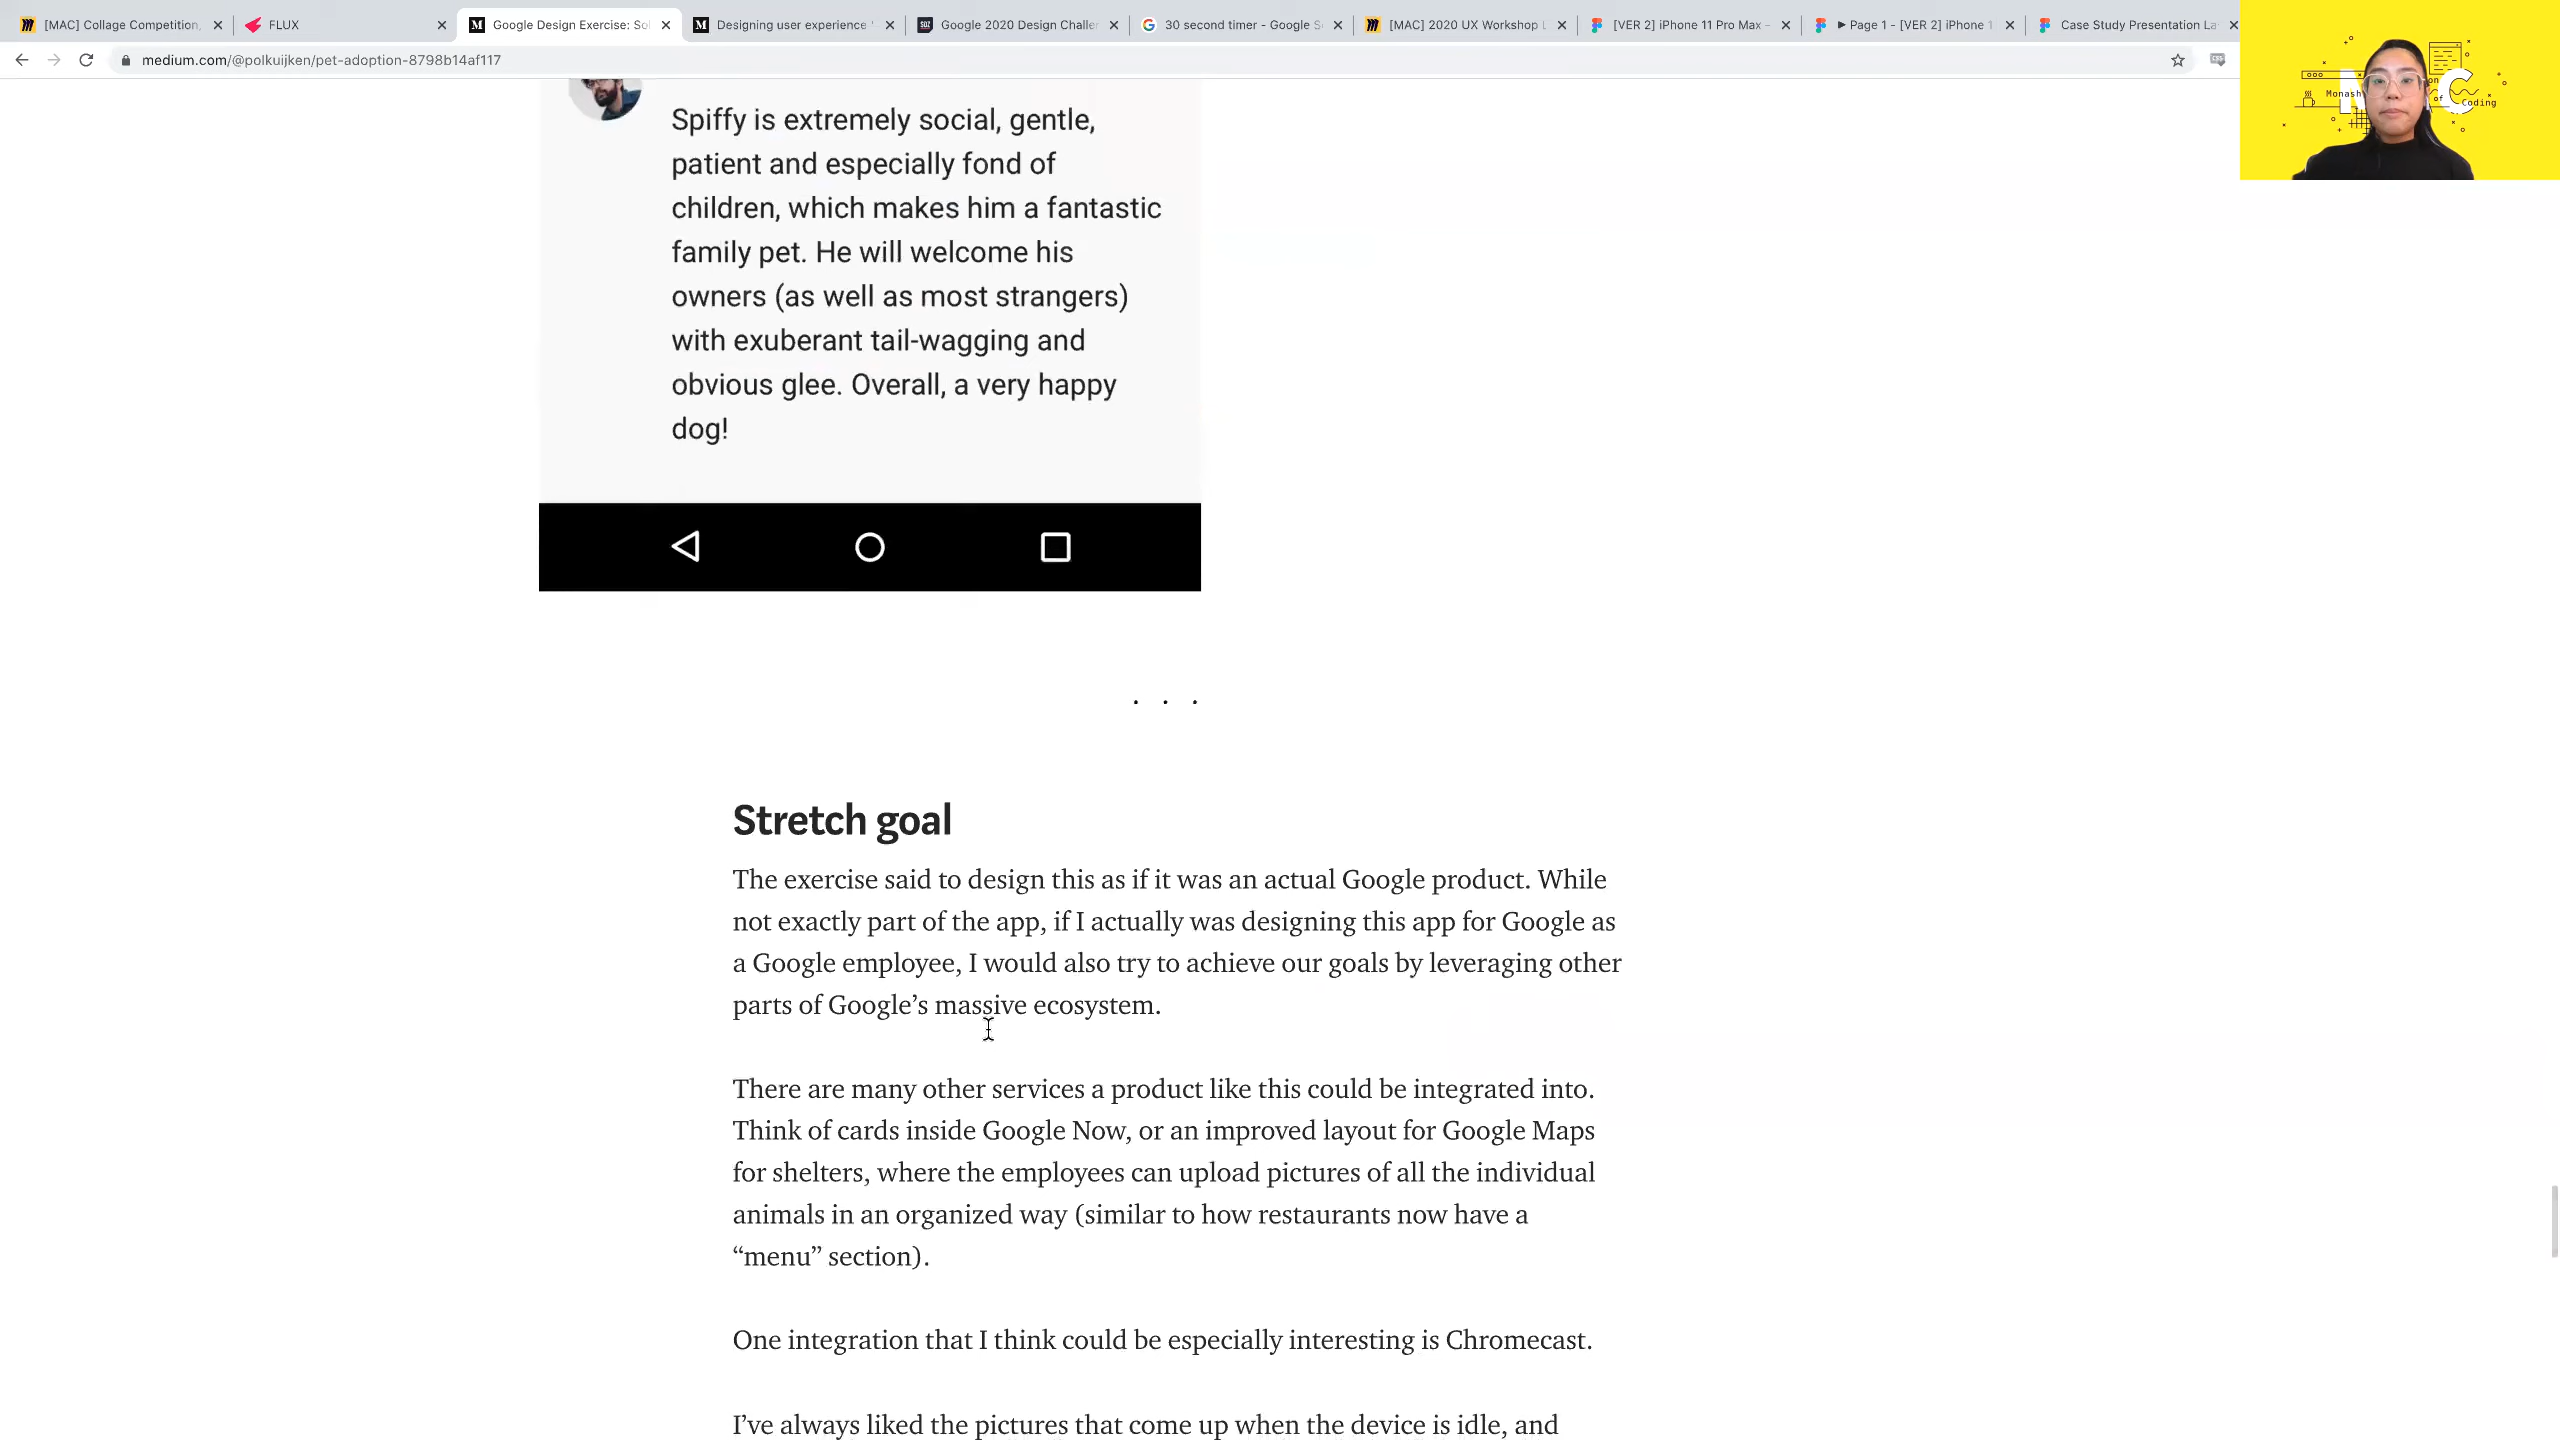 [MAC] Collage Competition,
FLUX
Google Design Exercise: Sol
Designing user experience
Google 2020 Design Challen
30 second timer - Google S
[MAC] 2020 UX Workshop L
[VER 2] iPhone 11 Pro Max -
Page 1 - [VER 2] iPhone 1
Case Study Presentation La
medium.com/@polkuijken/pet-adoption-8798b14af117
Monash
of
Coding
Spiffy is extremely social, gentle,
patient and especially fond of
children, which makes him a fantastic
family pet. He will welcome his
owners (as well as most strangers)
with exuberant tail-wagging and
obvious glee. Overall, a very happy
dog!
. . .
Stretch goal
The exercise said to design this as if it was an actual Google product. While
not exactly part of the app, if I actually was designing this app for Google as
a Google employee, I would also try to achieve our goals by leveraging other
parts of Google’s massive ecosystem.
There are many other services a product like this could be integrated into.
Think of cards inside Google Now, or an improved layout for Google Maps
for shelters, where the employees can upload pictures of all the individual
animals in an organized way (similar to how restaurants now have a
“menu” section).
One integration that I think could be especially interesting is Chromecast.
I’ve always liked the pictures that come up when the device is idle, and